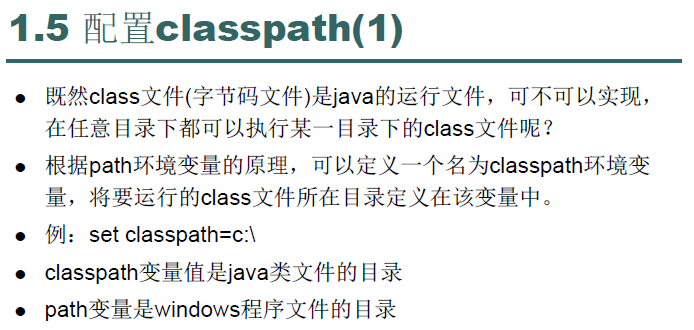 1.5 配置classpath(1)
● 既然class文件(字节码文件)是java的运行文件，可不可以实现，
在任意目录下都可以执行某一目录下的class文件呢？
● 根据path环境变量的原理，可以定义一个名为classpath环境变
量，将要运行的class文件所在目录定义在该变量中。
● 例：set classpath=c:\
● classpath变量值是java类文件的目录
● path变量是windows程序文件的目录